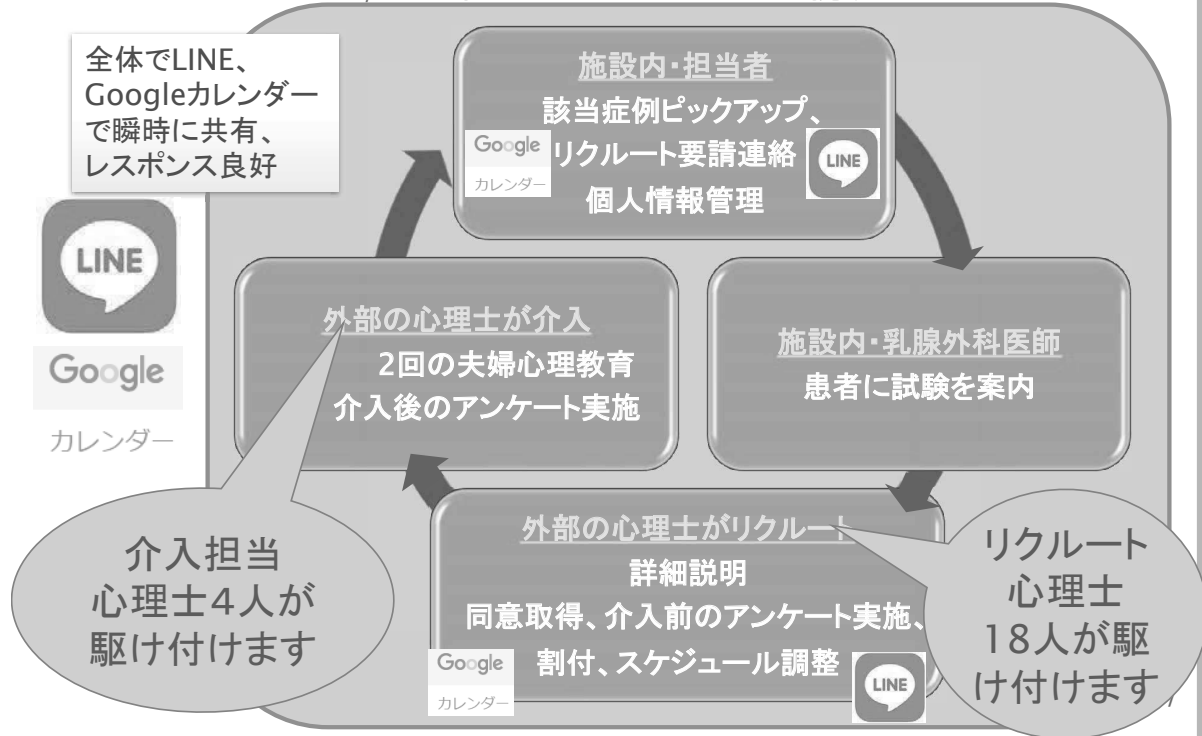 全体でLINE、
Googleカレンダー
で瞬時に共有、
レスポンス良好
LINE
Google
カレンダー
施設内・担当者
該当症例ピックアップ、
リクルート要請連絡
個人情報管理
Google
カレンダー
LINE
施設内・乳腺外科医師
患者に試験を案内
外部の心理士がリクルート
詳細説明
同意取得、介入前のアンケート実施、
割付、スケジュール調整
Google
カレンダー
LINE
リクルート
心理士
18人が駆
け付けます
外部の心理士が介入
2回の夫婦心理教育
介入後のアンケート実施
介入担当
心理士4人が
駆け付けます